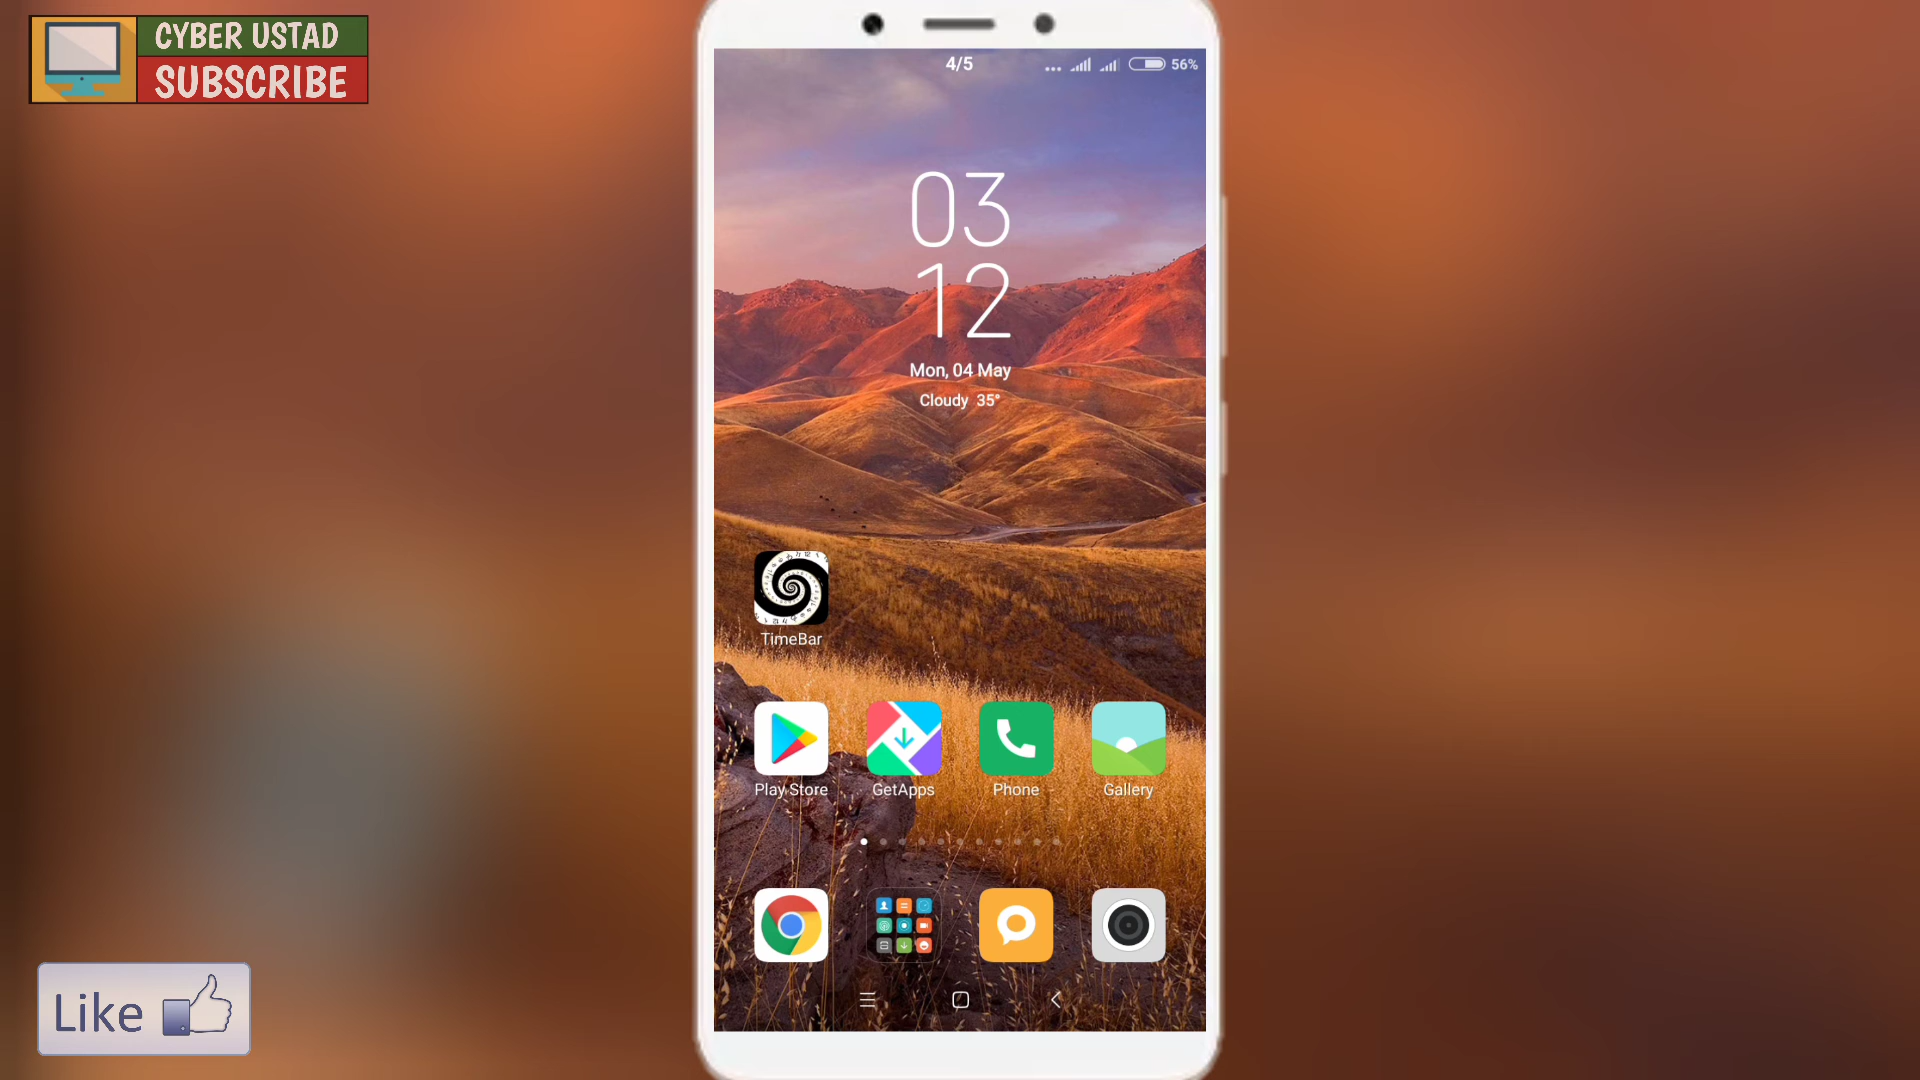 CYBER USTAD
SUBSCRIBE
4/5
56%
03
12
Mon, 04 May
Cloudy 35°
TimeBar
Play Store
GetApps
Phone
Gallery
Like